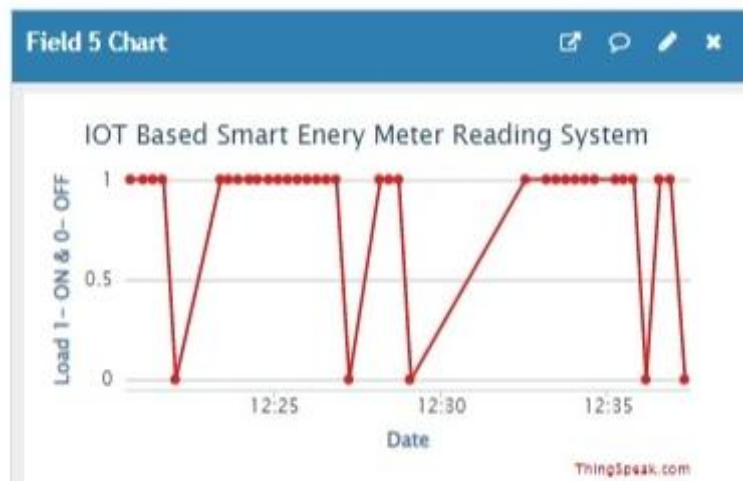 Field 5 Chart
IOT Based Smart Enery Meter Reading System
Load 1- ON & 0- OFF
1
0.5
0
12:25 12:30 12:35
Date
ThingSpeak.com